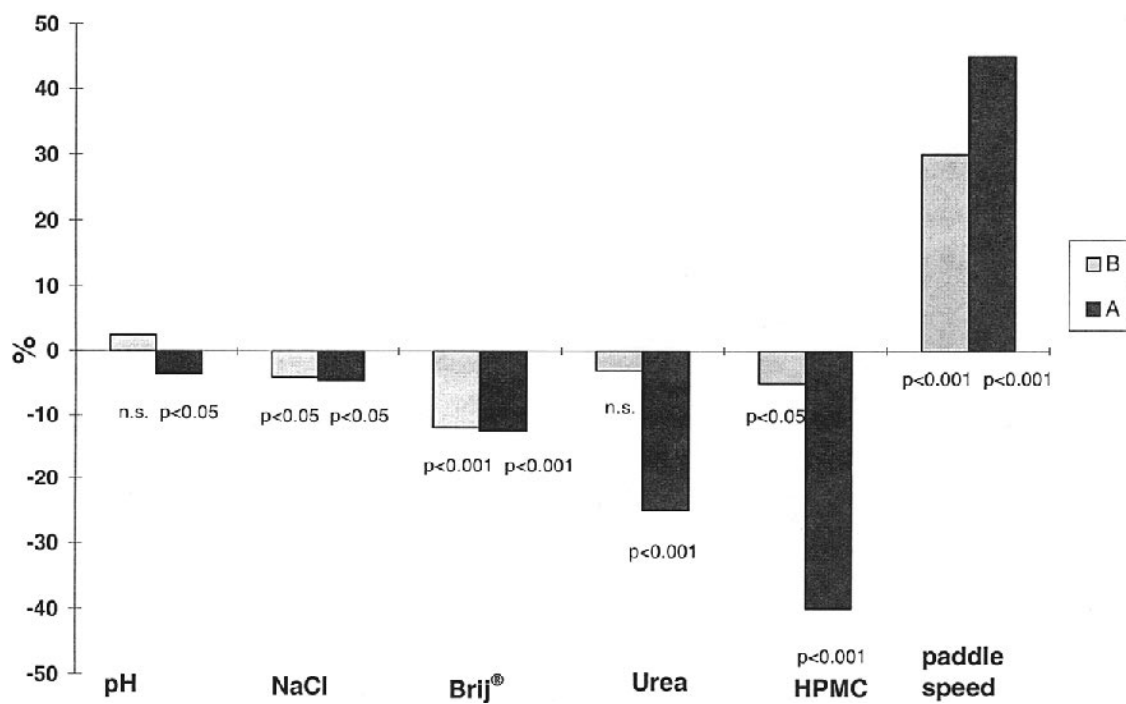 50
40
30
20
10
0
-10
-20
-30
-40
-50
%
B
A
n.s. p<0.05
p<0.05 p<0.05
p<0.001 p<0.001
n.s.
p<0.001
p<0.05
p<0.001
p<0.001 p<0.001
pH
NaCl
Brij®
Urea
HPMC
paddle
speed